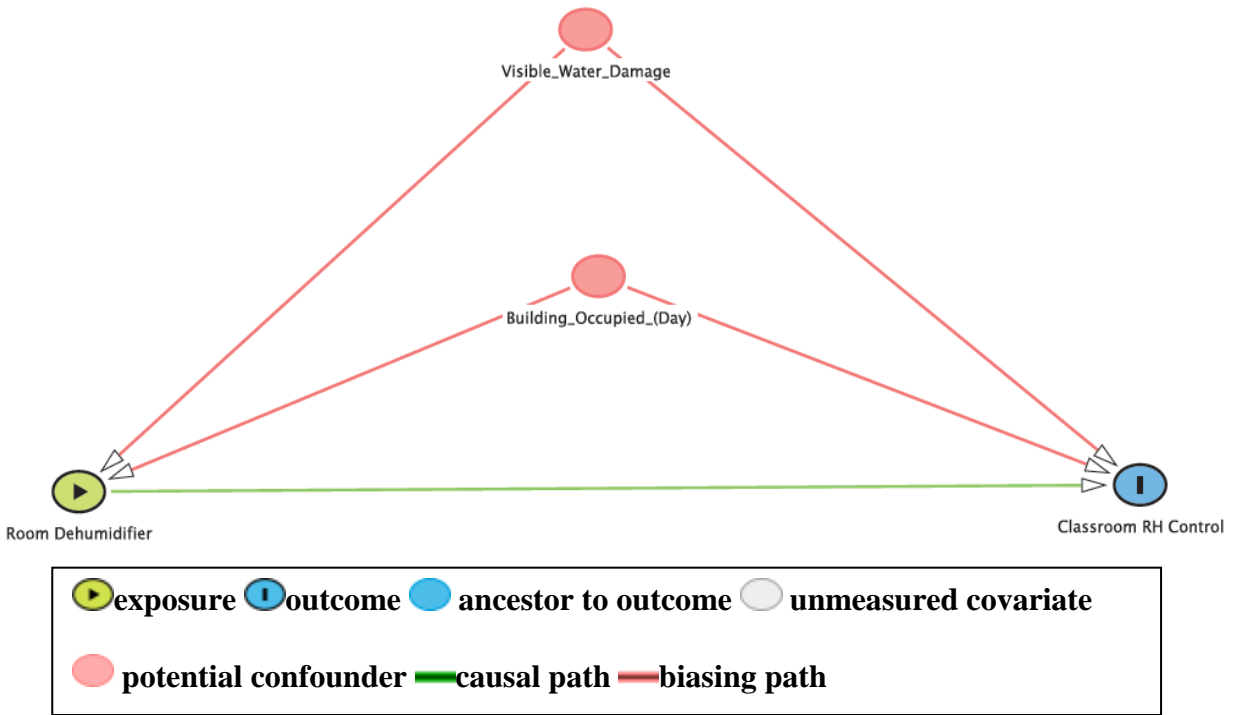 Visible_Water_Damage
Building_Occupied_(Day)
Room Dehumidifier
Classroom RH Control
exposure outcome ancestor to outcome unmeasured covariate
potential confounder causal path biasing path